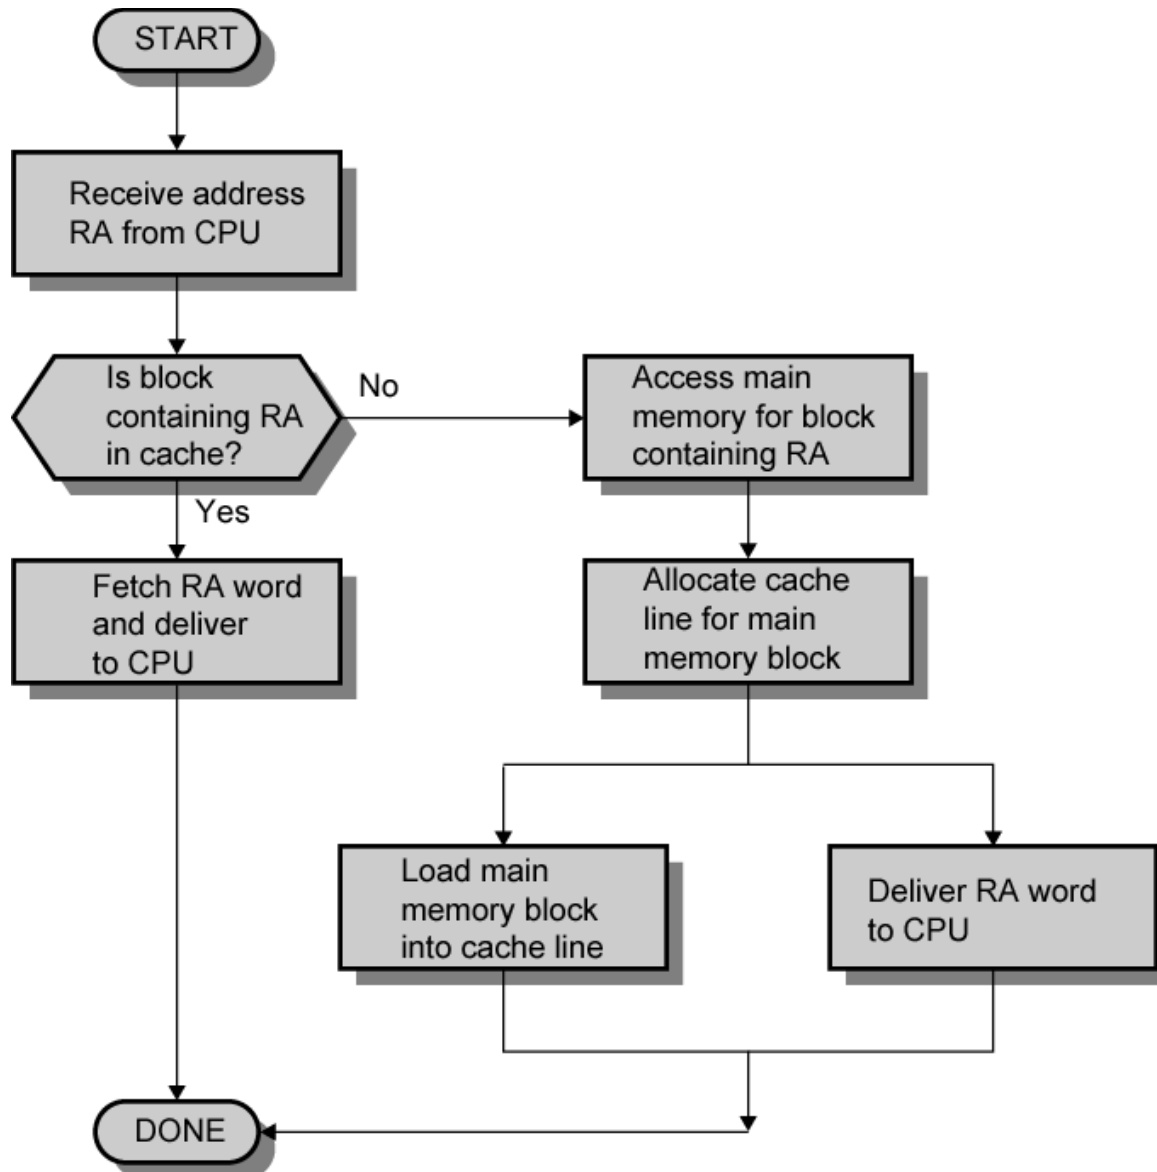 START
Receive address
RA from CPU
Is block
containing RA
in cache?
No
Access main
memory for block
containing RA
Yes
Fetch RA word
and deliver
to CPU
Allocate cache
line for main
memory block
Load main
memory block
into cache line
Deliver RA word
to CPU
DONE